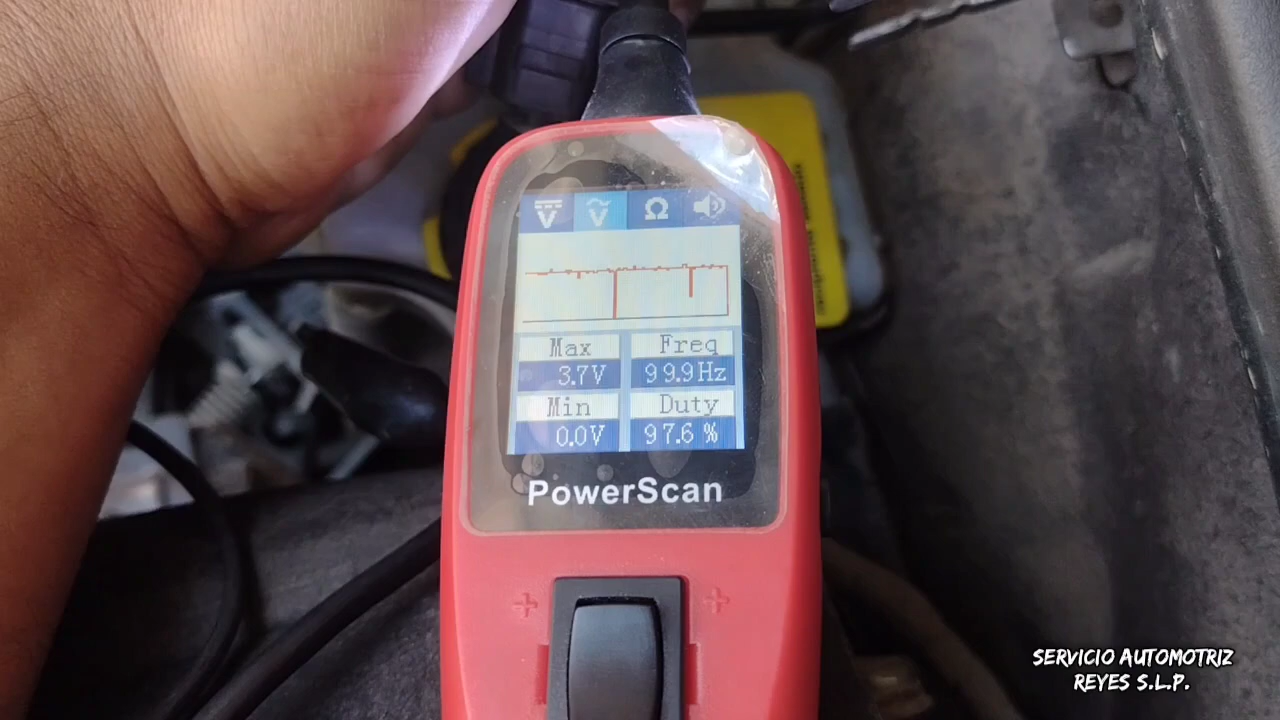 V V Ω
Max Freq
3.7V 99.9Hz
Min Duty
0.0V 97.6 %
PowerScan
+ +
SERVICIO AUTOMOTRIZ
REYES S.L.P.